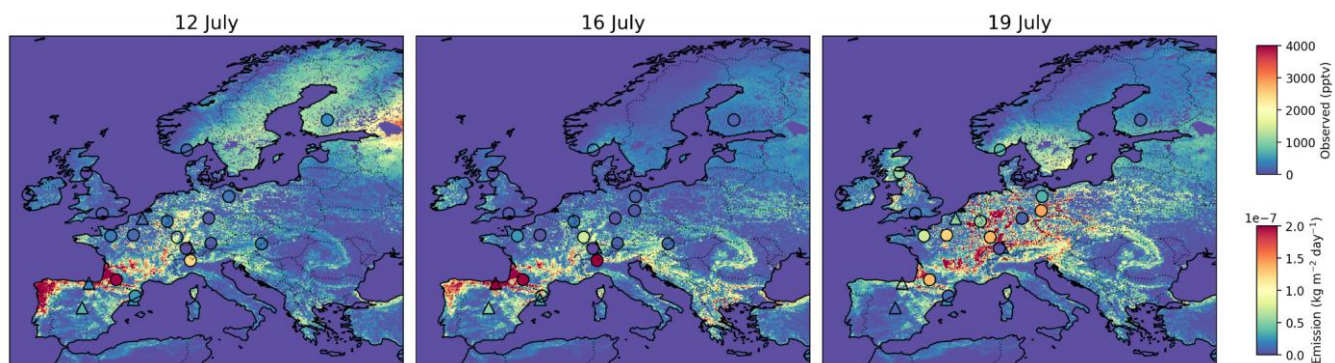 12 July
16 July
19 July
4000
3000
2000
1000
0
Observed (pptv)
1e-7
2.0
1.5
1.0
0.5
0.0
Emission (kg m⁻² day⁻¹)